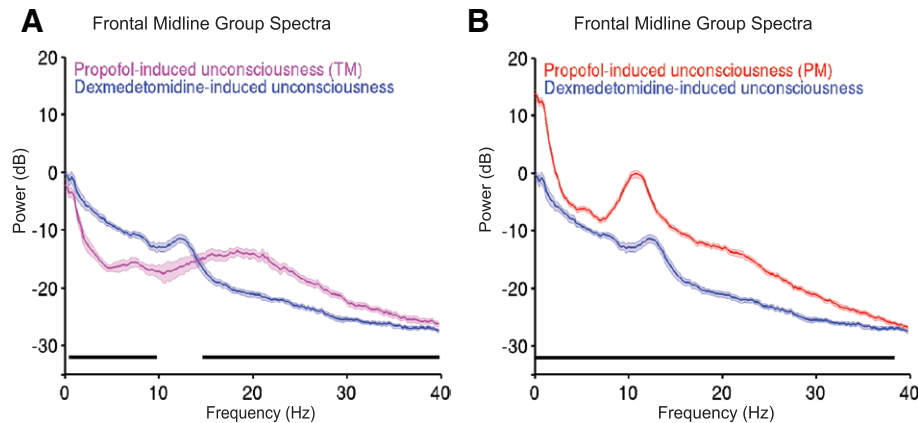 A
Frontal Midline Group Spectra
Propofol-induced unconsciousness (TM)
Dexmedetomidine-induced unconsciousness
Power (dB)
20
10
0
-10
-20
-30
0 10 20 30 40
Frequency (Hz)
B
Frontal Midline Group Spectra
Propofol-induced unconsciousness (PM)
Dexmedetomidine-induced unconsciousness
Power (dB)
20
10
0
-10
-20
-30
0 10 20 30 40
Frequency (Hz)